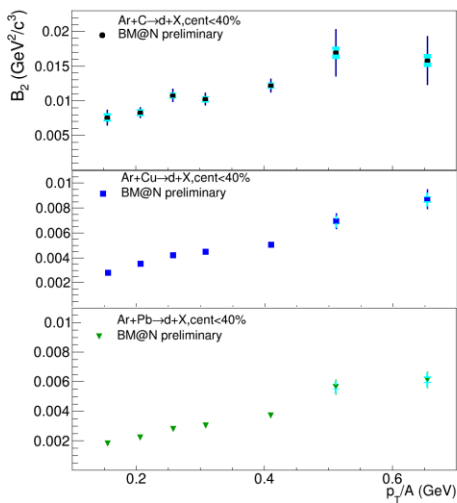 Ar+C→d+X,cent<40%
BM@N preliminary
B₂ (GeV²/c³)
0.02
0.015
0.01
0.005
Ar+Cu→d+X,cent<40%
BM@N preliminary
0.01
0.008
0.006
0.004
0.002
Ar+Pb→d+X,cent<40%
BM@N preliminary
0.01
0.008
0.006
0.004
0.002
0.2
0.4
0.6
p_T/A (GeV)